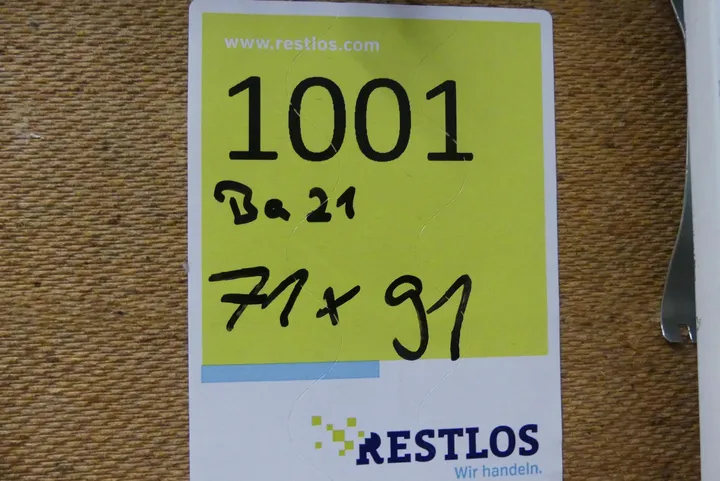 www.restlos.com
1001
Ba 21
71 x 91
RESTLOS
Wir handeln.